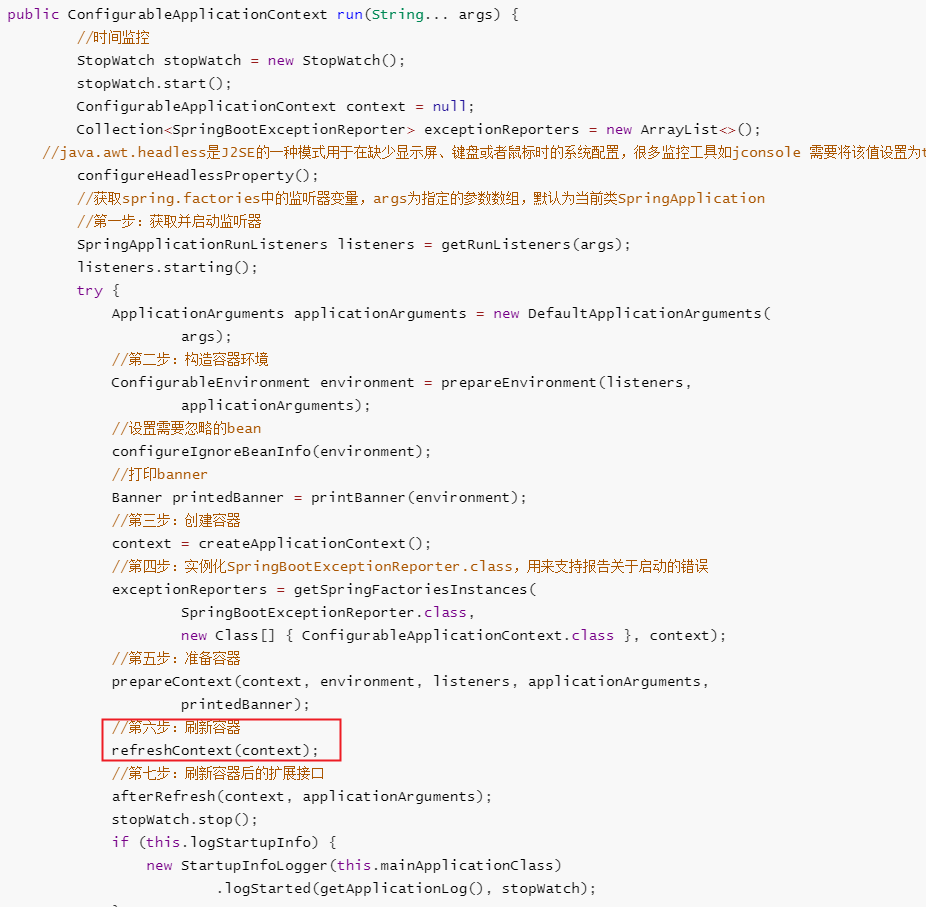 public ConfigurableApplicationContext run(String... args) {
//时间监控
StopWatch stopWatch = new StopWatch();
stopWatch.start();
ConfigurableApplicationContext context = null;
Collection<SpringBootExceptionReporter> exceptionReporters = new ArrayList<>();
//java.awt.headless是J2SE的一种模式用于在缺少显示屏、键盘或者鼠标时的系统配置，很多监控工具如jconsole 需要将该值设置为t
configureHeadlessProperty();
//获取spring.factories中的监听器变量，args为指定的参数数组，默认为当前类SpringApplication
//第一步：获取并启动监听器
SpringApplicationRunListeners listeners = getRunListeners(args);
listeners.starting();
try {
ApplicationArguments applicationArguments = new DefaultApplicationArguments(
args);
//第二步：构造容器环境
ConfigurableEnvironment environment = prepareEnvironment(listeners,
applicationArguments);
//设置需要忽略的bean
configureIgnoreBeanInfo(environment);
//打印banner
Banner printedBanner = printBanner(environment);
//第三步：创建容器
context = createApplicationContext();
//第四步：实例化SpringBootExceptionReporter.class，用来支持报告关于启动的错误
exceptionReporters = getSpringFactoriesInstances(
SpringBootExceptionReporter.class,
new Class[] { ConfigurableApplicationContext.class }, context);
//第五步：准备容器
prepareContext(context, environment, listeners, applicationArguments,
printedBanner);
//第六步：刷新容器
refreshContext(context);
//第七步：刷新容器后的扩展接口
afterRefresh(context, applicationArguments);
stopWatch.stop();
if (this.logStartupInfo) {
new StartupInfoLogger(this.mainApplicationClass)
.logStarted(getApplicationLog(), stopWatch);